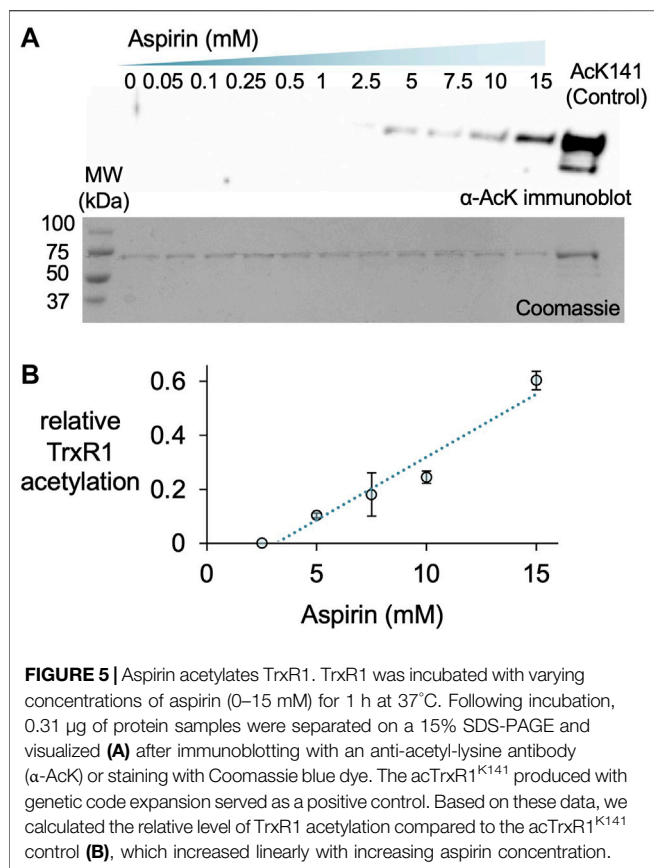 A
Aspirin (mM)
0 0.05 0.1 0.25 0.5 1 2.5 5 7.5 10 15
AcK141
(Control)
MW
(kDa)
α-AcK immunoblot
100
75
50
37
Coomassie
B
0.6
0.4
0.2
0
relative
TrxR1
acetylation
0 5 10 15
Aspirin (mM)
FIGURE 5 | Aspirin acetylates TrxR1. TrxR1 was incubated with varying
concentrations of aspirin (0–15 mM) for 1 h at 37°C. Following incubation,
0.31 µg of protein samples were separated on a 15% SDS-PAGE and
visualized (A) after immunoblotting with an anti-acetyl-lysine antibody
(α-AcK) or staining with Coomassie blue dye. The acTrxR1K141 produced with
genetic code expansion served as a positive control. Based on these data, we
calculated the relative level of TrxR1 acetylation compared to the acTrxR1K141
control (B), which increased linearly with increasing aspirin concentration.